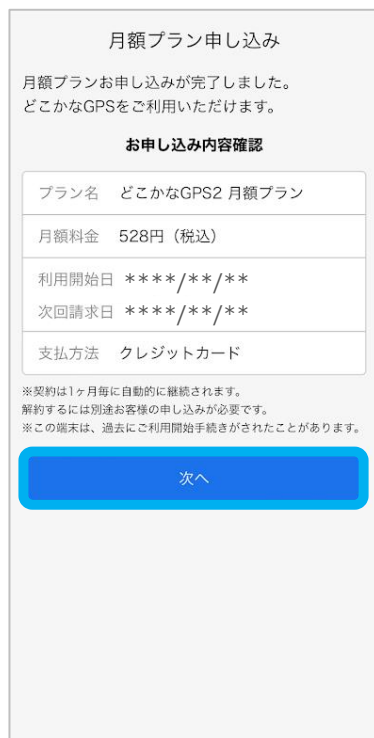 月額プラン申し込み
月額プランお申し込みが完了しました。
どこかなGPSをご利用いただけます。
お申し込み内容確認
プラン名 どこかなGPS2 月額プラン
月額料金 528円（税込）
利用開始日 ****/**/**
次回請求日 ****/**/**
支払方法 クレジットカード
※契約は1ヶ月毎に自動的に継続されます。
解約するには別途お客様の申し込みが必要です。
※この端末は、過去にご利用開始手続きがされたことがあります。
次へ